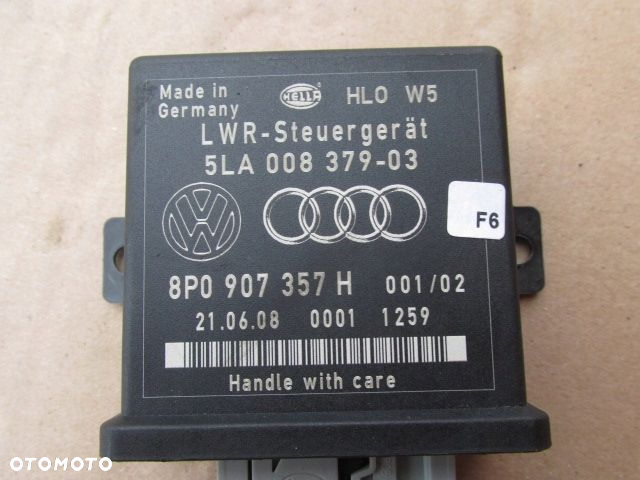 Made in
Germany
HELLA
HLO W5
LWR-Steuergerät
5LA 008 379-03
VW
F6
8P0 907 357 H 001/02
21.06.08 0001 1259
Handle with care
OTOMOTO